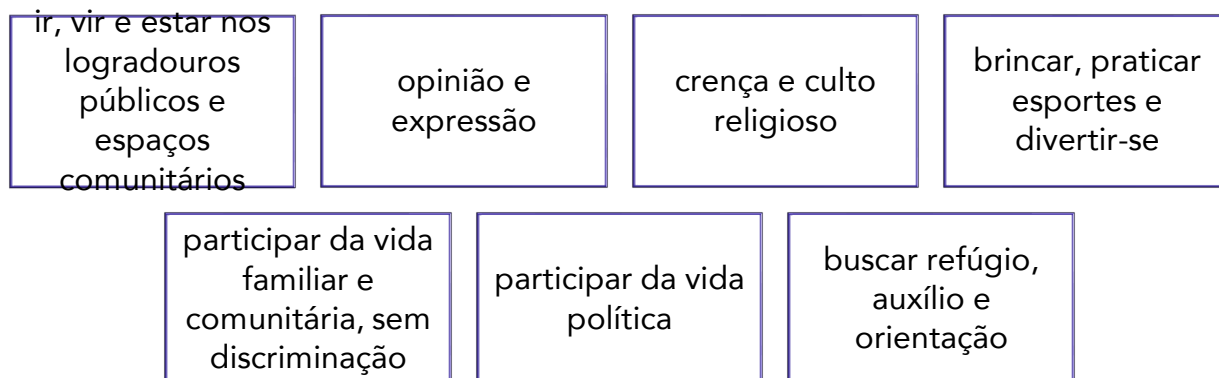 ir, vir e estar nos
logradouros
públicos e
espaços
comunitários
opinião e
expressão
crença e culto
religioso
brincar, praticar
esportes e
divertir-se
participar da vida
familiar e
comunitária, sem
discriminação
participar da vida
política
buscar refúgio,
auxílio e
orientação